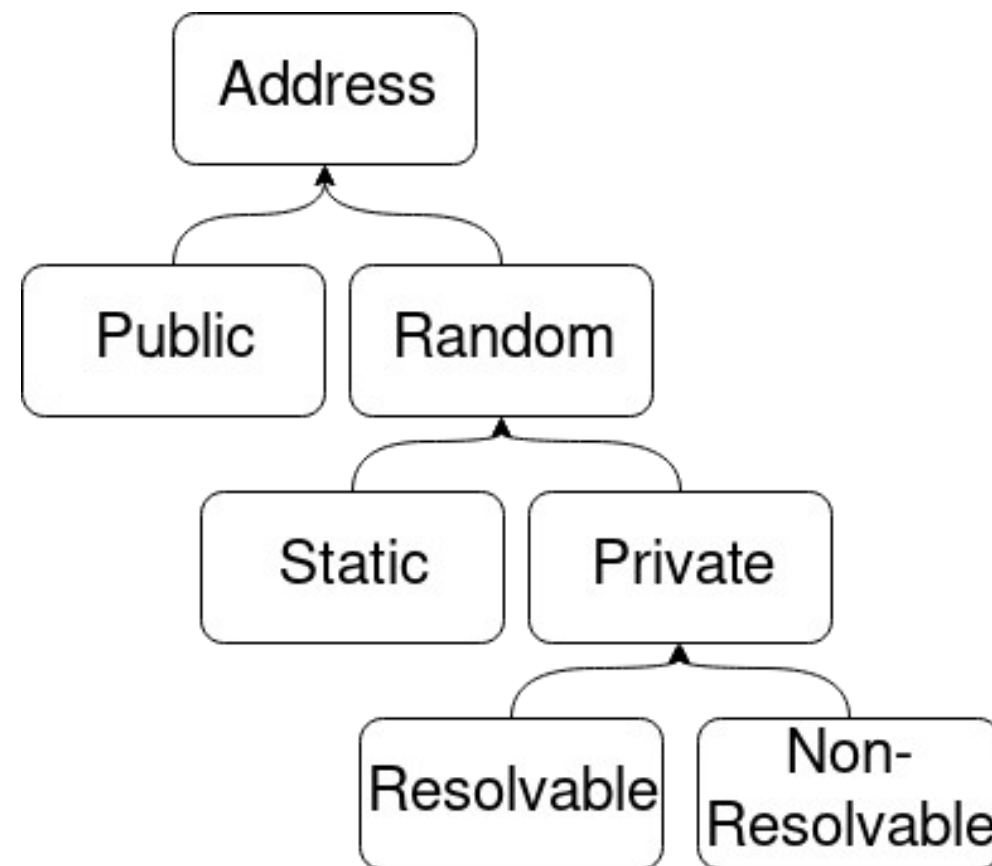 Address
Public
Random
Static
Private
Resolvable
Non-
Resolvable